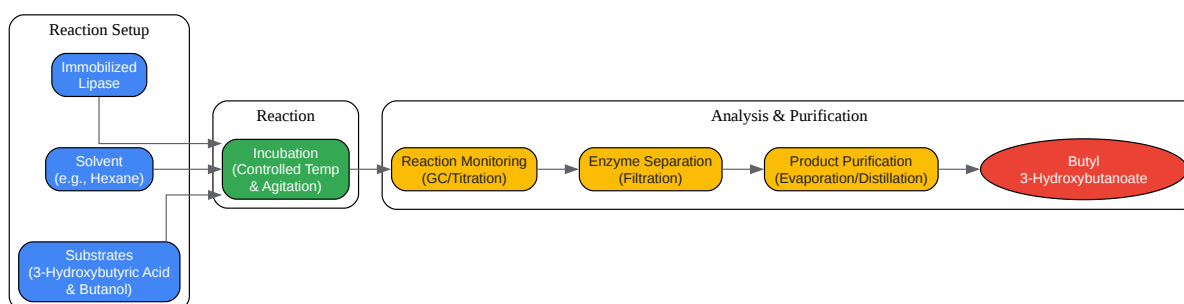 Reaction Setup
Immobilized
Lipase
Solvent
(e.g., Hexane)
Substrates
(3-Hydroxybutyric Acid
& Butanol)
Reaction
Incubation
(Controlled Temp
& Agitation)
Analysis & Purification
Reaction Monitoring
(GC/Titration)
Enzyme Separation
(Filtration)
Product Purification
(Evaporation/Distillation)
Butyl
3-Hydroxybutanoate